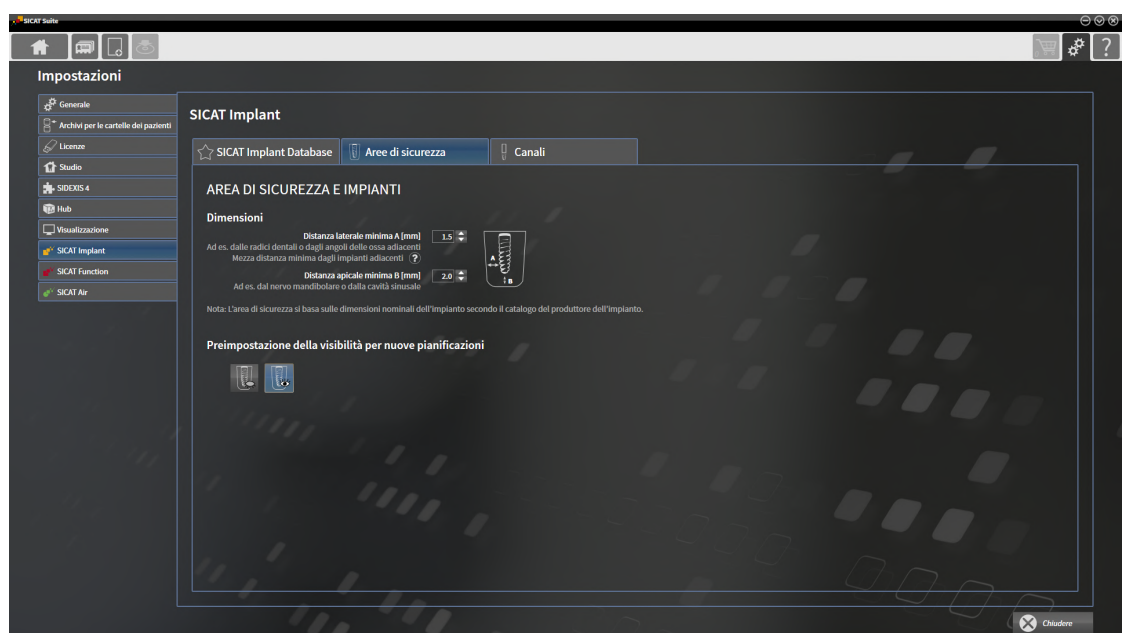 SICAT Suite
Impostazioni
Generale
Archivi per le cartelle dei pazienti
Licenze
Studio
SIDEXIS 4
Hub
Visualizzazione
SICAT Implant
SICAT Function
SICAT Air
SICAT Implant
SICAT Implant Database
Aree di sicurezza
Canali
AREA DI SICUREZZA E IMPIANTI
Dimensioni
Distanza laterale minima A [mm] 1.5
Ad es. dalle radici dentali o dagli angoli delle ossa adiacenti
Mezza distanza minima dagli impianti adiacenti ?
A
Distanza apicale minima B [mm] 2.0
B
Ad es. dal nervo mandibolare o dalla cavità sinusale
Nota: L'area di sicurezza si basa sulle dimensioni nominali dell'impianto secondo il catalogo del produttore dell'impianto.
Preimpostazione della visibilità per nuove pianificazioni
Chiudere